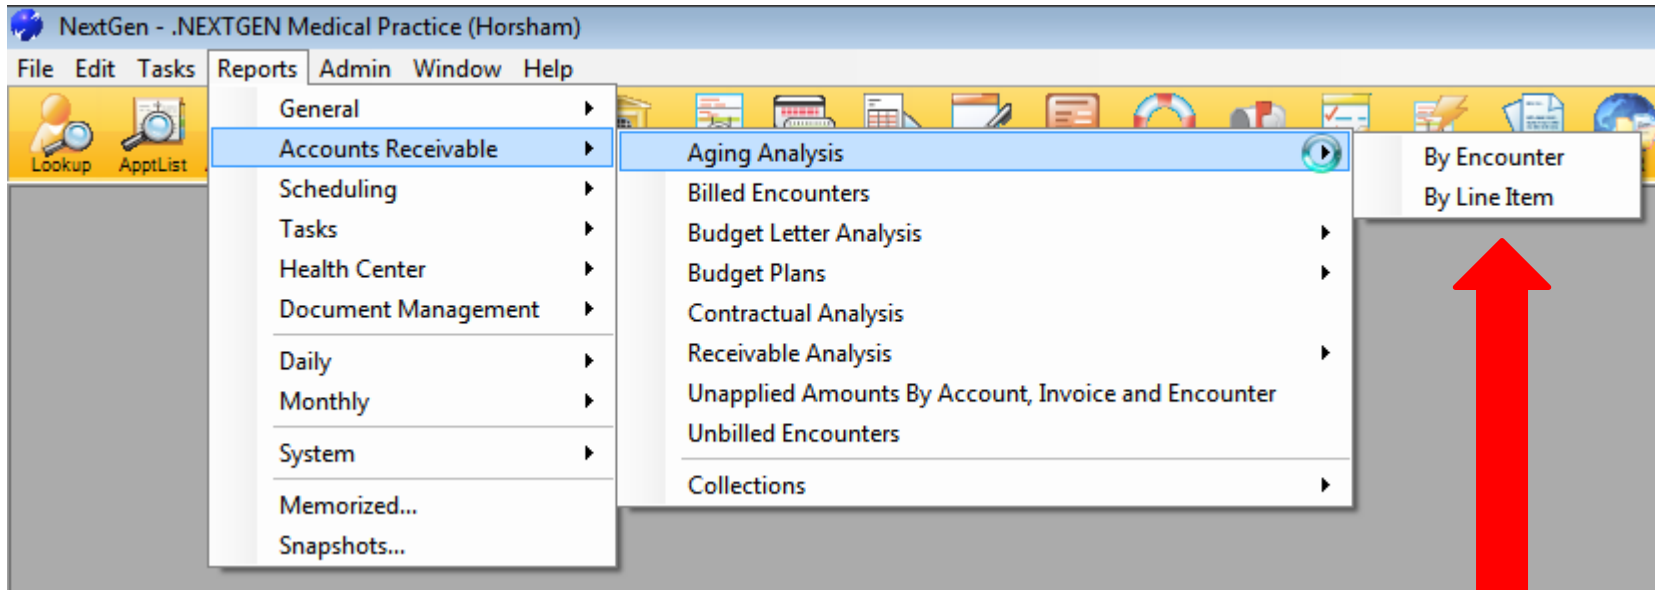 NextGen - .NEXTGEN Medical Practice (Horsham)
File Edit Tasks Reports Admin Window Help
Lookup ApptList
General
Accounts Receivable
Scheduling
Tasks
Health Center
Document Management
Daily
Monthly
System
Memorized...
Snapshots...
Aging Analysis
Billed Encounters
Budget Letter Analysis
Budget Plans
Contractual Analysis
Receivable Analysis
Unapplied Amounts By Account, Invoice and Encounter
Unbilled Encounters
Collections
By Encounter
By Line Item